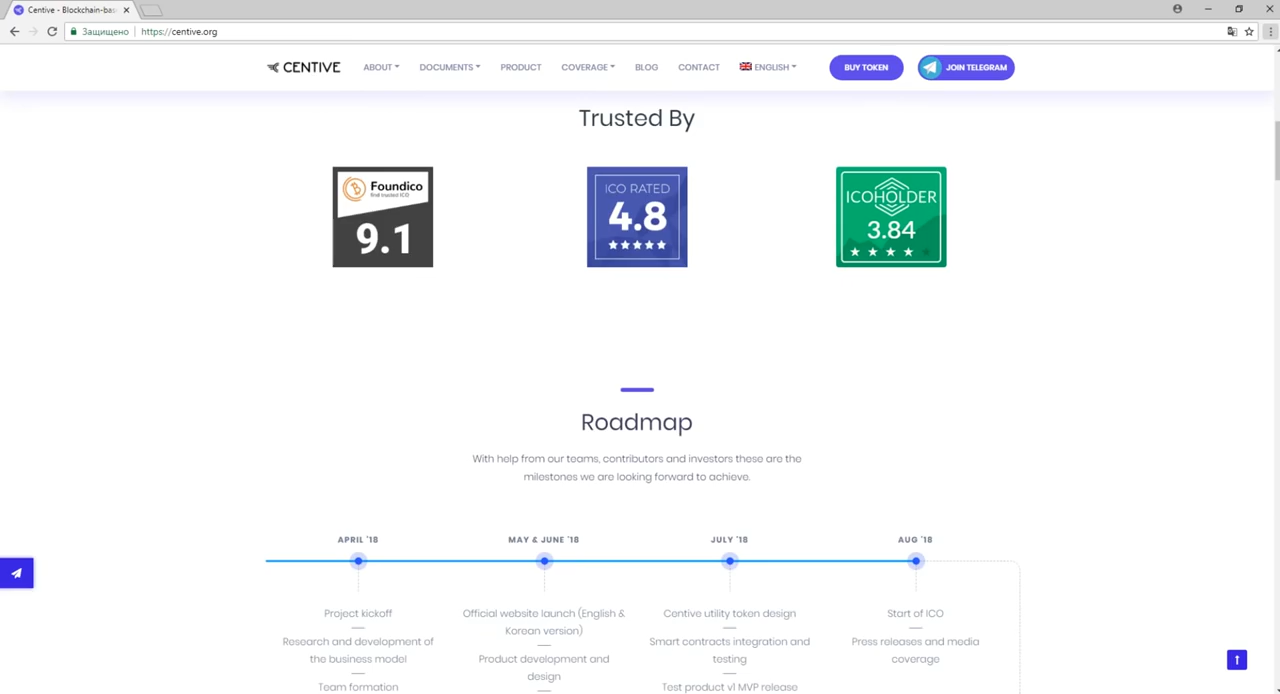 Centive - Blockchain-bas
Защищено
https://centive.org
CENTIVE
ABOUT
DOCUMENTS
PRODUCT
COVERAGE
BLOG
CONTACT
ENGLISH
BUY TOKEN
JOIN TELEGRAM
Trusted By
Foundico
find trusted ICO
9.1
ICO RATED
4.8
ICOHOLDER
3.84
Roadmap
With help from our teams, contributors and investors these are the
milestones we are looking forward to achieve.
APRIL '18
MAY & JUNE '18
JULY '18
AUG '18
Project kickoff
Research and development of
the business model
Team formation
Official website launch (English &
Korean version)
Product development and
design
Centive utility token design
Smart contracts integration and
testing
Test product v1 MVP release
Start of ICO
Press releases and media
coverage